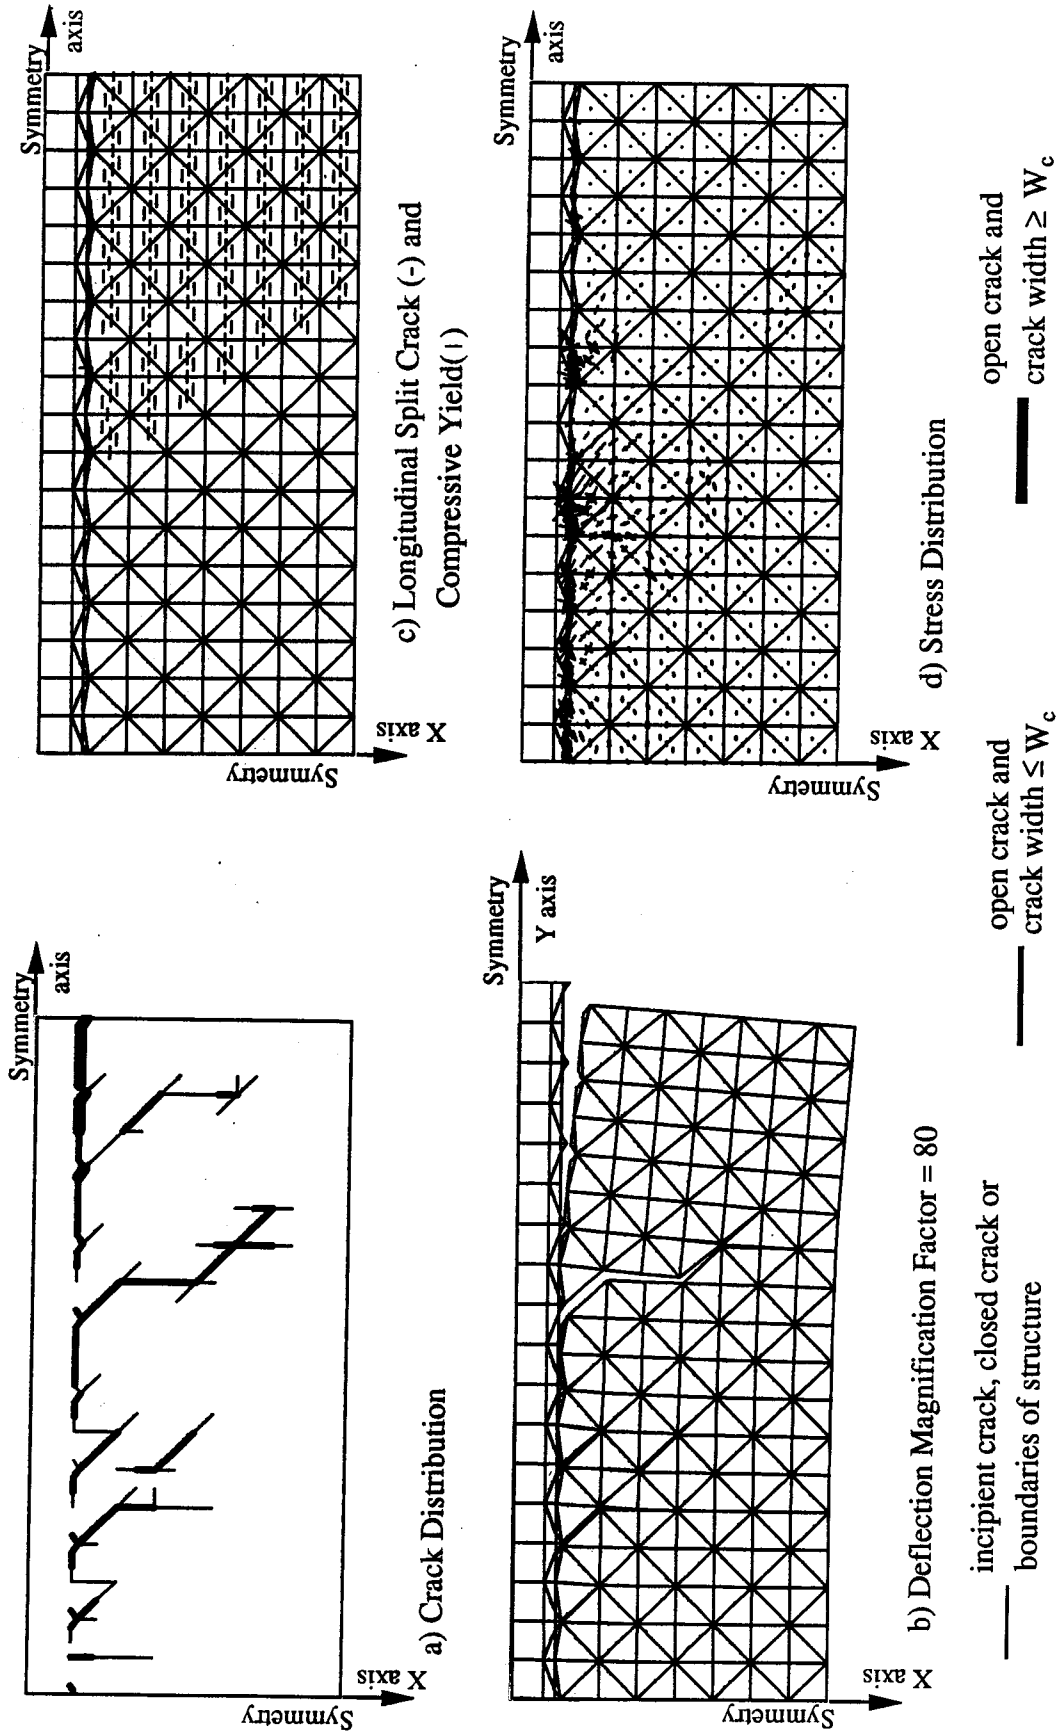 Symmetry
axis
X axis
Symmetry
a) Crack Distribution
Symmetry
axis
X axis
Symmetry
c) Longitudinal Split Crack (-) and
Compressive Yield(|)
Symmetry
Y axis
X axis
Symmetry
b) Deflection Magnification Factor = 80
Symmetry
axis
X axis
Symmetry
d) Stress Distribution
incipient crack, closed crack or
boundaries of structure
open crack and
crack width ≤ Wc
open crack and
crack width ≥ Wc